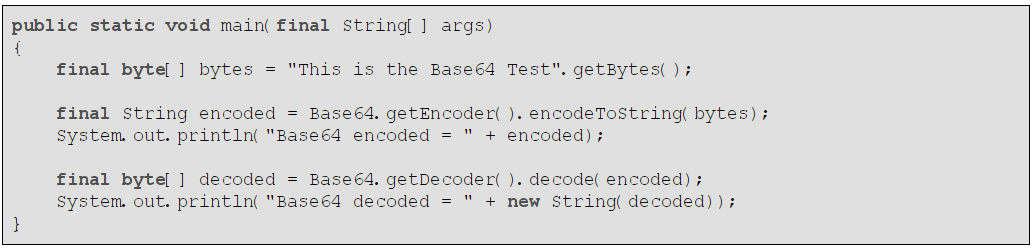 public static void main(final String[] args)
{
    final byte[] bytes = "This is the Base64 Test".getBytes();
    final String encoded = Base64.getEncoder().encodeToString(bytes);
    System.out.println("Base64 encoded = " + encoded);
    final byte[] decoded = Base64.getDecoder().decode(encoded);
    System.out.println("Base64 decoded = " + new String(decoded));
}